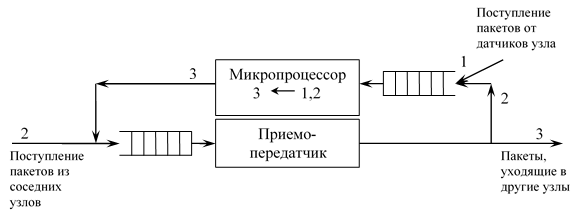 Поступление
пакетов от
датчиков узла
1
3
Микропроцессор
3 ← 1,2
2
2
Приемо-
передатчик
3
Поступление
пакетов из
соседних
узлов
Пакеты,
уходящие в
другие узлы